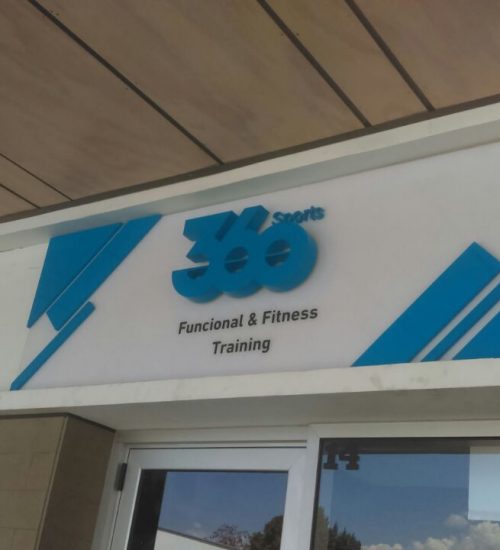 360
Sports
Funcional & Fitness
Training
14